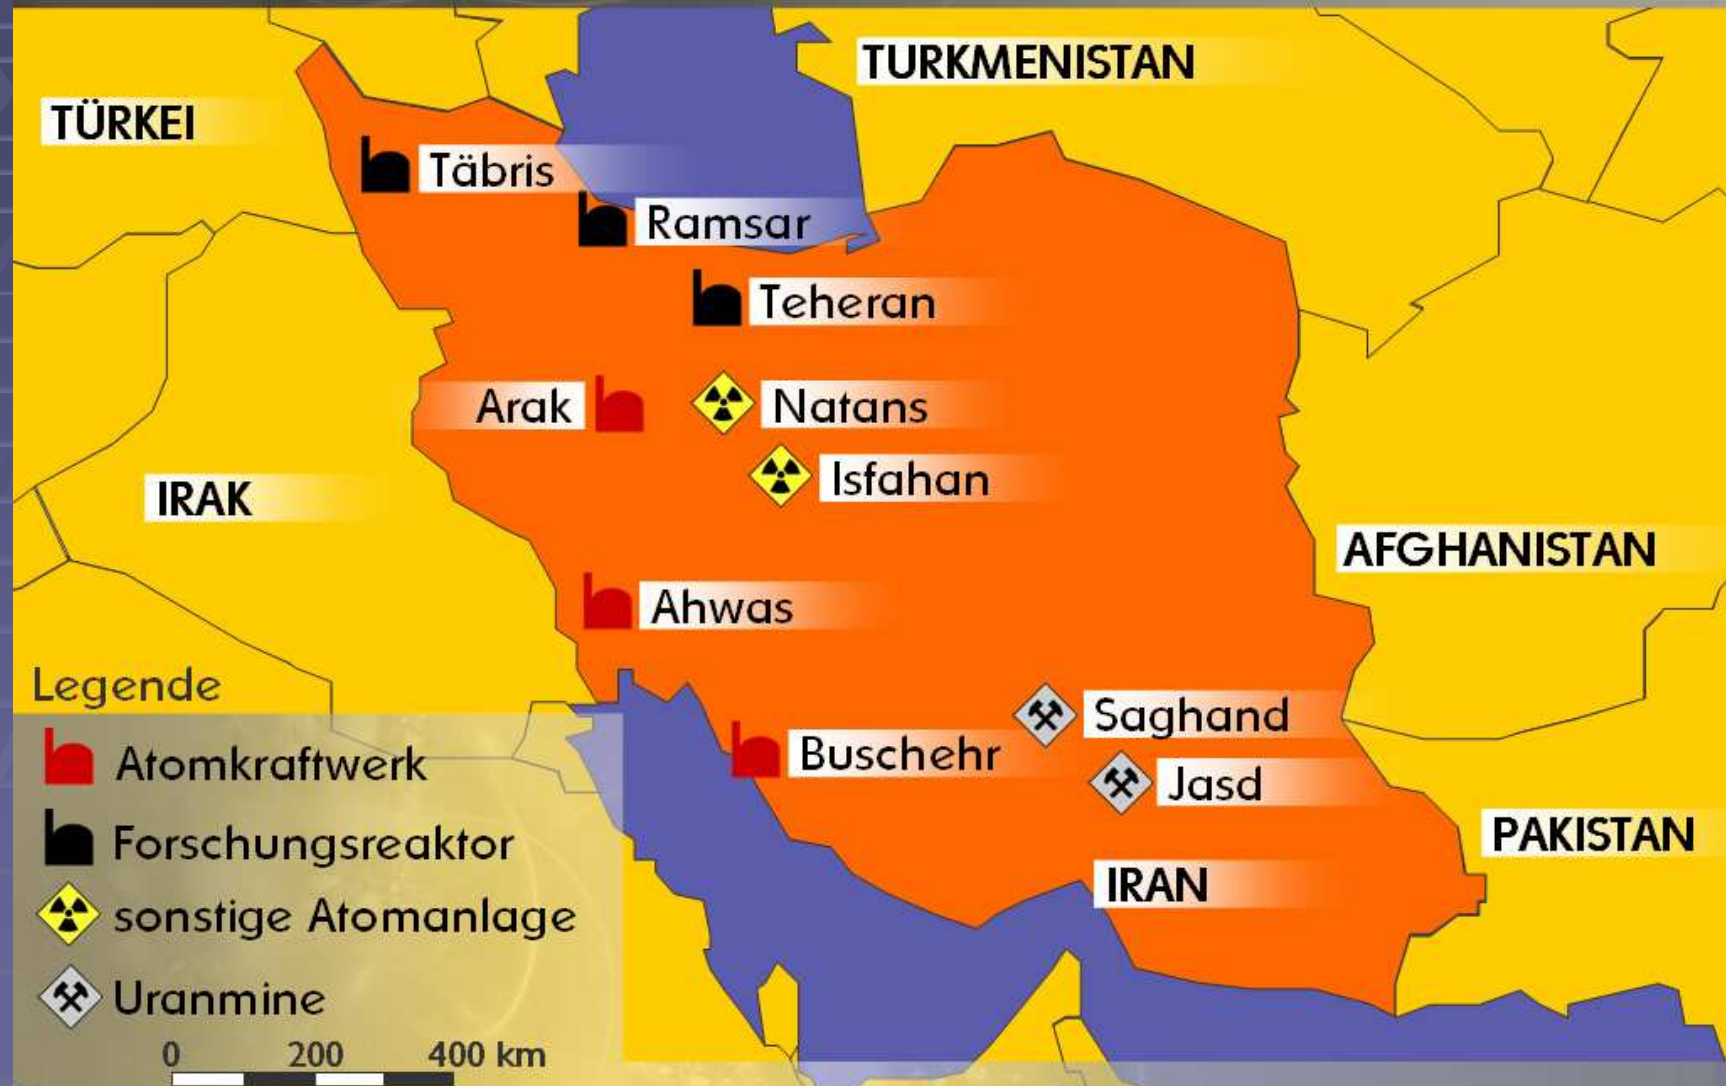 TURKMENISTAN
TÜRKEI
Täbris
Ramsar
Teheran
Arak
Natans
Isfahan
IRAK
AFGHANISTAN
Ahwas
Saghand
Buschehr
Jasd
PAKISTAN
IRAN
Legende
Atomkraftwerk
Forschungsreaktor
sonstige Atomanlage
Uranmine
0 200 400 km